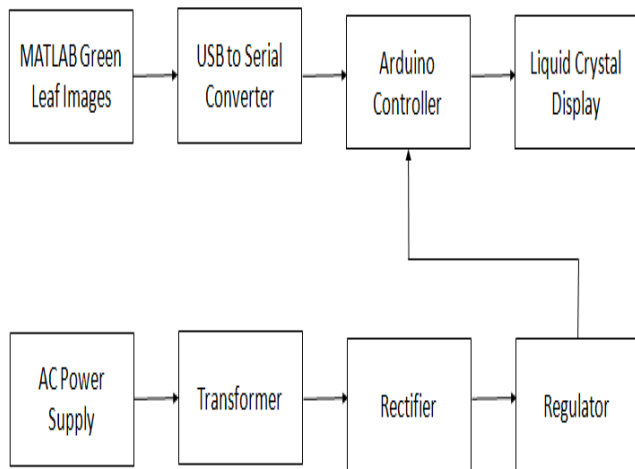 MATLAB Green
Leaf Images
USB to Serial
Converter
Arduino
Controller
Liquid Crystal
Display
AC Power
Supply
Transformer
Rectifier
Regulator